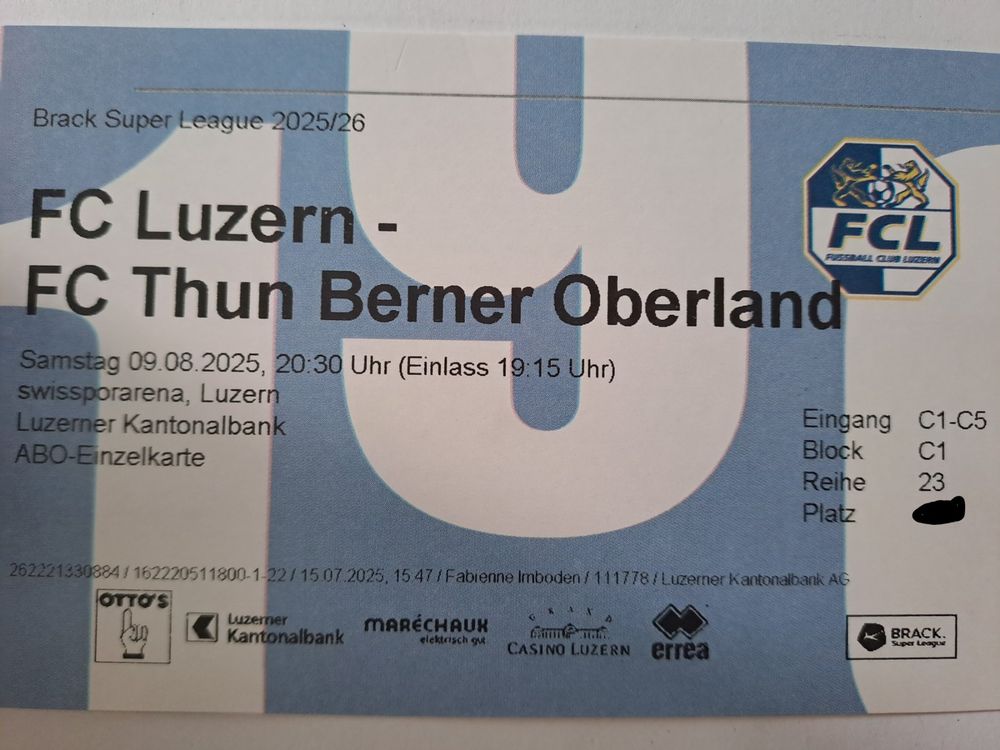 Brack Super League 2025/26
FC Luzern -
FC Thun Berner Oberland
FCL
FUSSBALL CLUB LUZERN
Samstag 09.08.2025, 20:30 Uhr (Einlass 19:15 Uhr)
swissporarena, Luzern
Luzerner Kantonalbank
ABO-Einzelkarte
Eingang C1-C5
Block C1
Reihe 23
Platz
262221330884 / 162220511800-1-22 / 15.07.2025, 15:47 / Fabienne Imboden / 111778 / Luzerner Kantonalbank AG
OTTO'S
Luzerner
Kantonalbank
MARÉCHAUX
elektrisch gut.
GRAND
CASINO LUZERN
errea
BRACK.
Super League
19